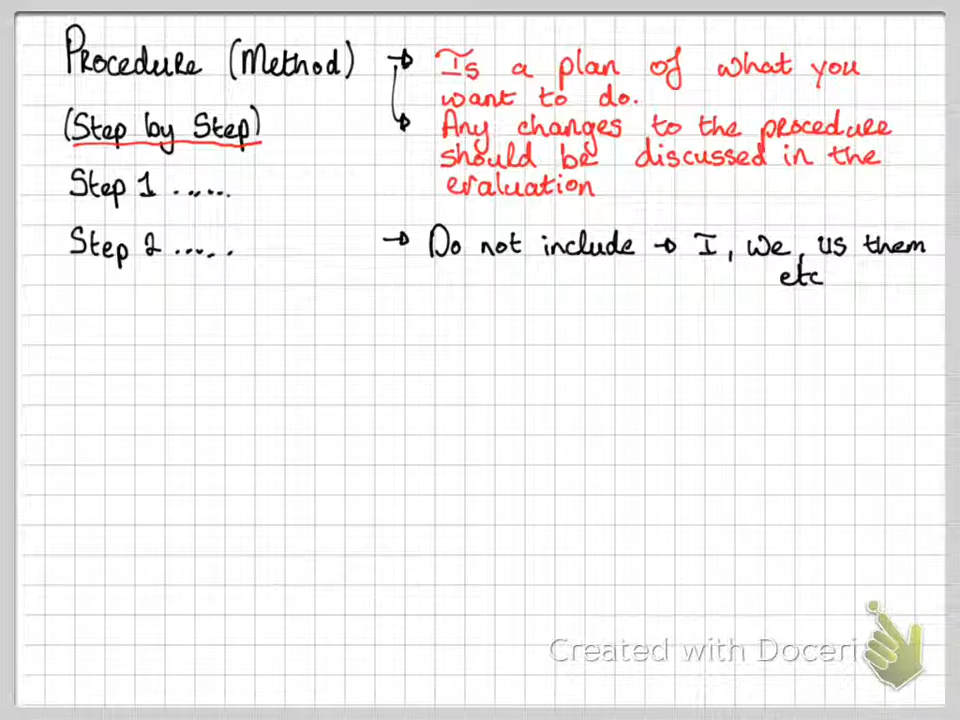 Procedure (Method) → Is a plan of what you
want to do.
(Step by Step) → Any changes to the procedure
should be discussed in the
Step 1 ......
evaluation
Step 2 ...... → Do not include → I, we, us them
etc
Created with Doceri